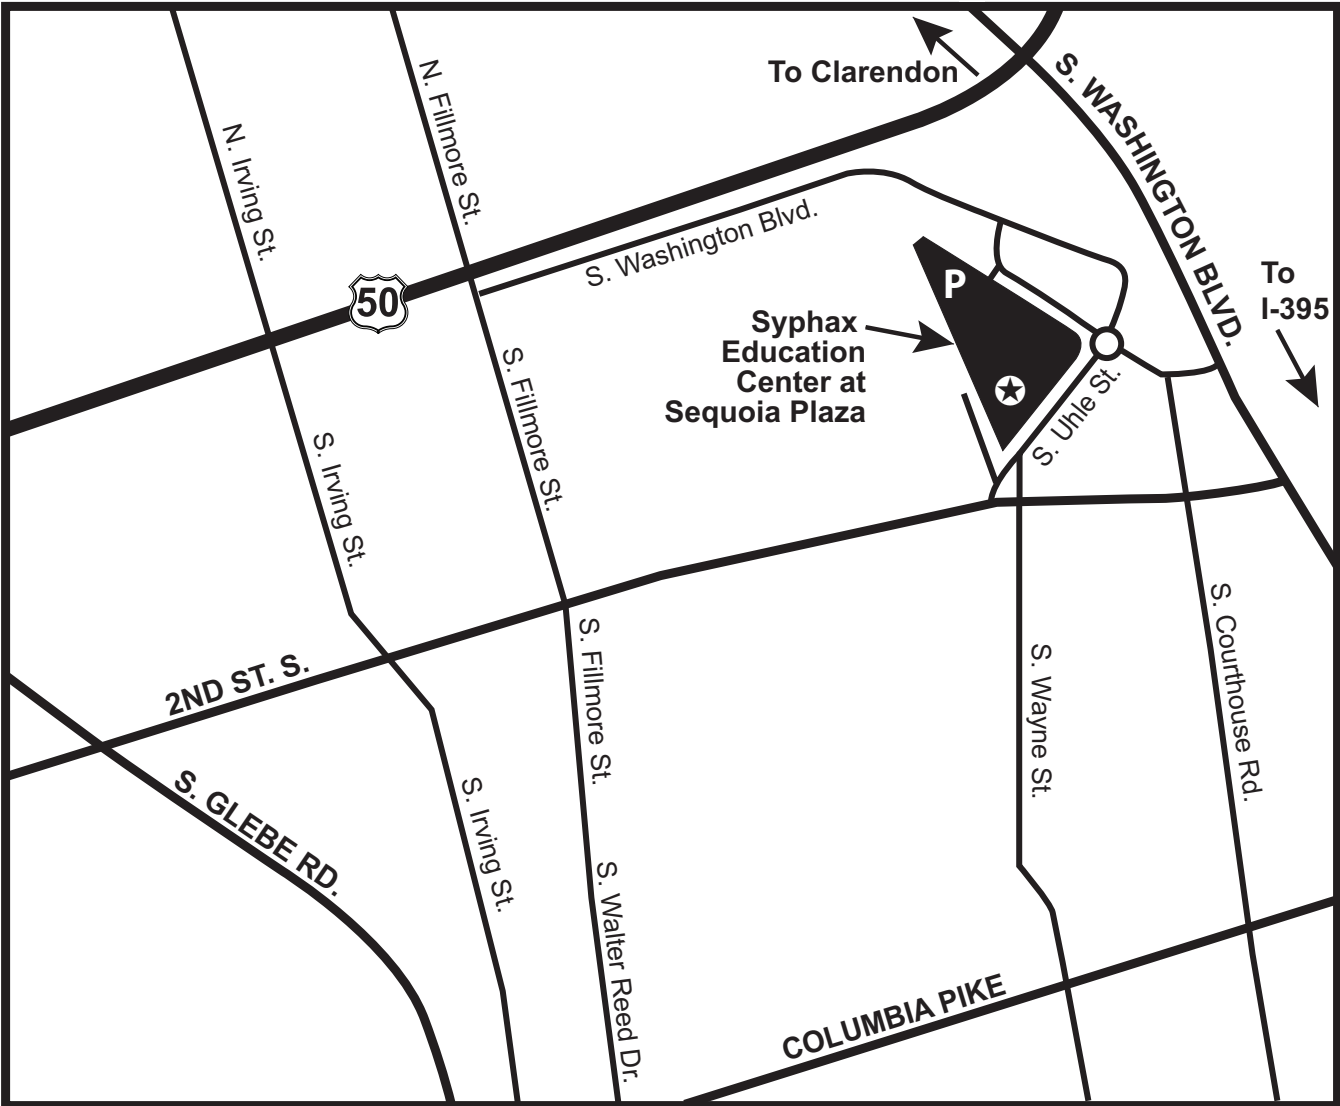 To Clarendon
S. WASHINGTON BLVD.
N. Irving St.
N. Fillmore St.
S. Washington Blvd.
50
P
To
I-395
Syphax
Education
Center at
Sequoia Plaza
S. Uhle St.
S. Irving St.
S. Fillmore St.
2ND ST. S.
S. Fillmore St.
S. Wayne St.
S. Courthouse Rd.
S. GLEBE RD.
S. Irving St.
S. Walter Reed Dr.
COLUMBIA PIKE